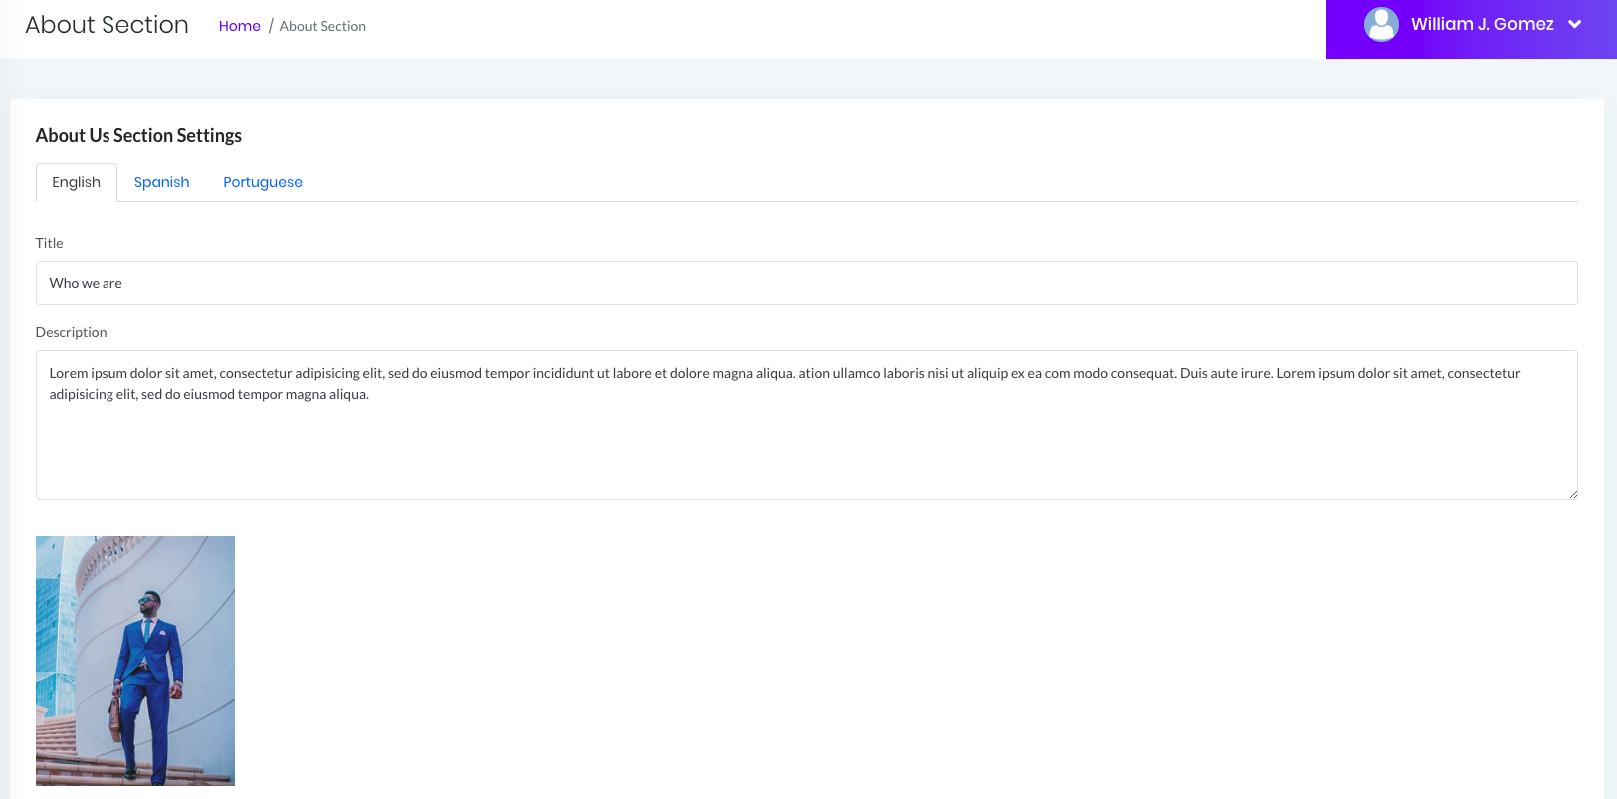 About Section
Home / About Section
William J. Gomez
About Us Section Settings
English
Spanish
Portuguese
Title
Who we are
Description
Lorem ipsum dolor sit amet, consectetur adipisicing elit, sed do eiusmod tempor incididunt ut labore et dolore magna aliqua. ation ullamco laboris nisi ut aliquip ex ea com modo consequat. Duis aute irure. Lorem ipsum dolor sit amet, consectetur
adipisicing elit, sed do eiusmod tempor magna aliqua.